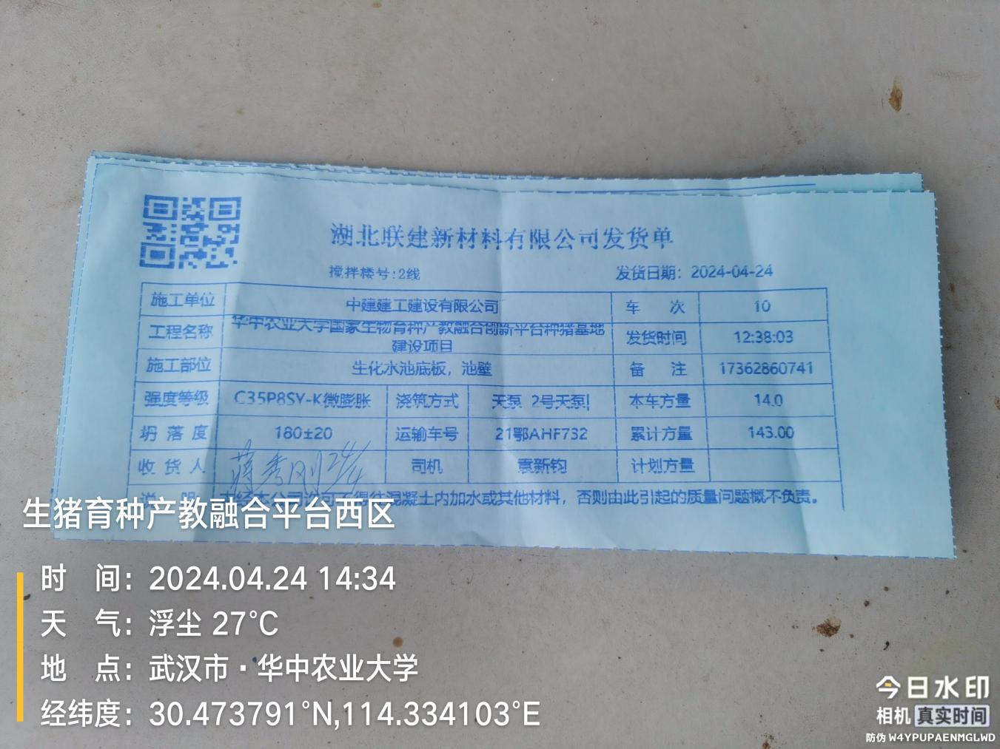 湖北联建新材料有限公司发货单
搅拌楼号:2线 发货日期：2024-04-24
施工单位 中建建工建设有限公司 车 次 10
工程名称 华中农业大学国家生物育种产教融合创新平台种猪基地
建设项目 发货时间 12:38:03
施工部位 生化水池底板，池壁 备 注 17362860741
强度等级 C35P8SY-K微膨胀 浇筑方式 天泵 2号天泵 本车方量 14.0
坍 落 度 180±20 运输车号 21鄂AHF732 累计方量 143.00
收 货 人 蒋秀刚 24/4 司机 袁新钧 计划方量
说 明 未经本公司许可不得往混凝土内加水或其他材料，否则由此引起的质量问题概不负责。
生猪育种产教融合平台西区
时 间：2024.04.24 14:34
天 气：浮尘 27°C
地 点：武汉市·华中农业大学
经纬度：30.473791°N,114.334103°E
今日水印
相机 真实时间
防伪 W4YPUPAENMGLWD